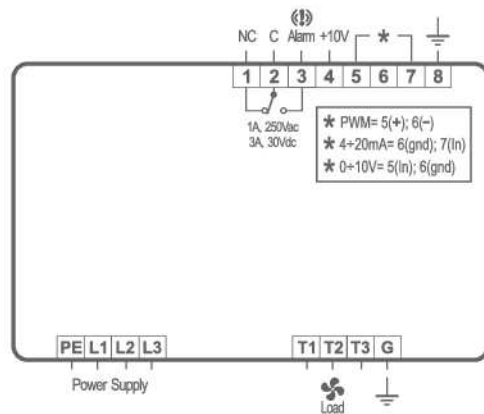 NC C Alarm +10V *
1 2 3 4 5 6 7 8
1A, 250Vac
3A, 30Vdc
* PWM= 5(+); 6(−)
* 4÷20mA= 6(gnd); 7(In)
* 0÷10V= 5(In); 6(gnd)
PE L1 L2 L3 T1 T2 T3 G
Power Supply
Load